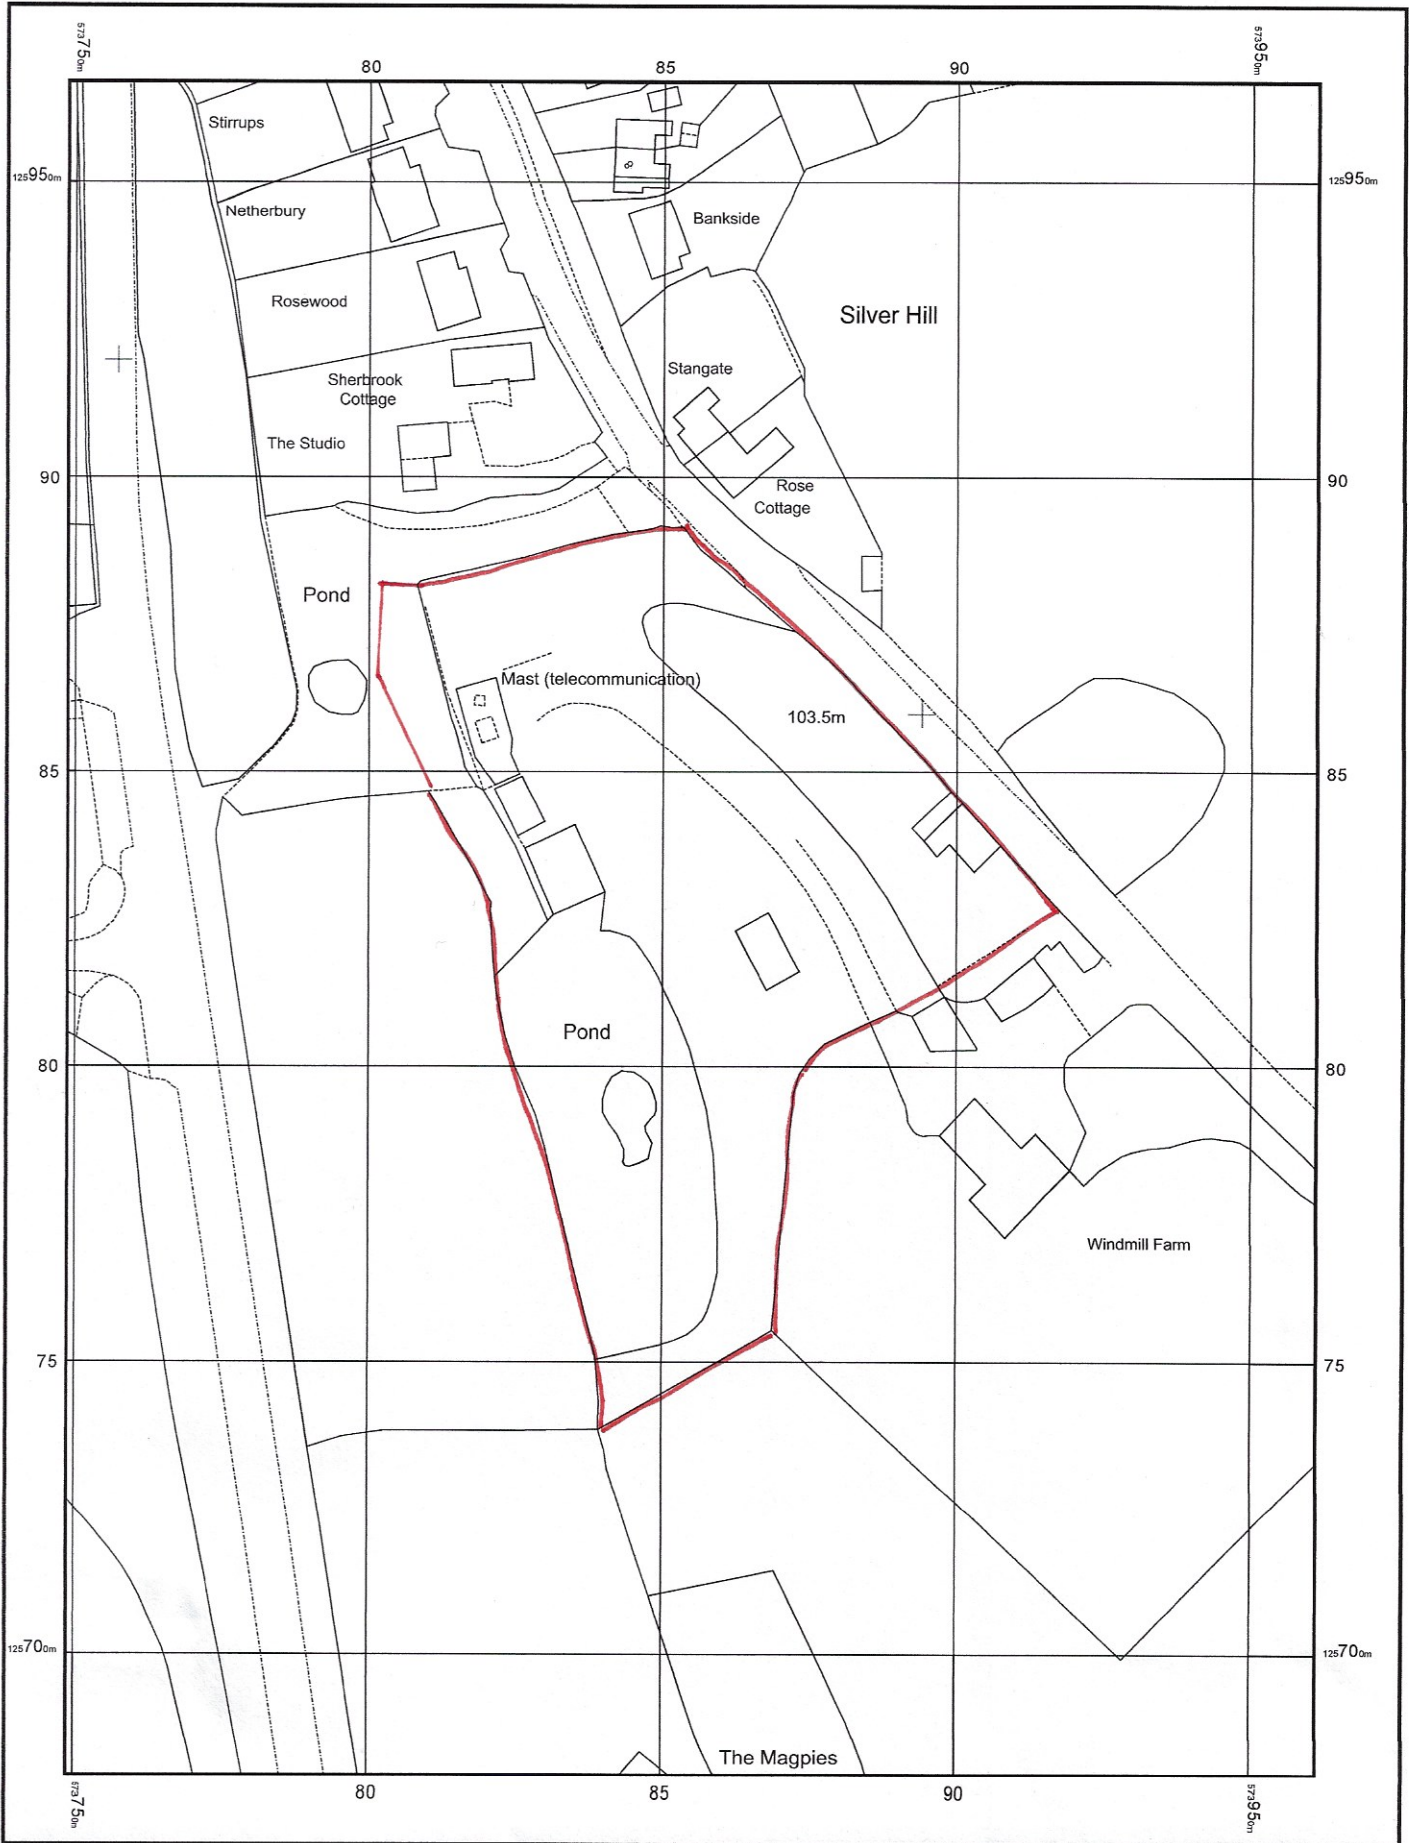 573750m
80
85
90
573950m
Stirrups
125950m
8
125950m
Netherbury
Bankside
Rosewood
Silver Hill
Stangate
Sherbrook
Cottage
The Studio
90
90
Rose
Cottage
Pond
Mast (telecommunication)
103.5m
85
85
Pond
80
80
Windmill Farm
75
75
125700m
125700m
The Magpies
573750m
80
85
90
573950m